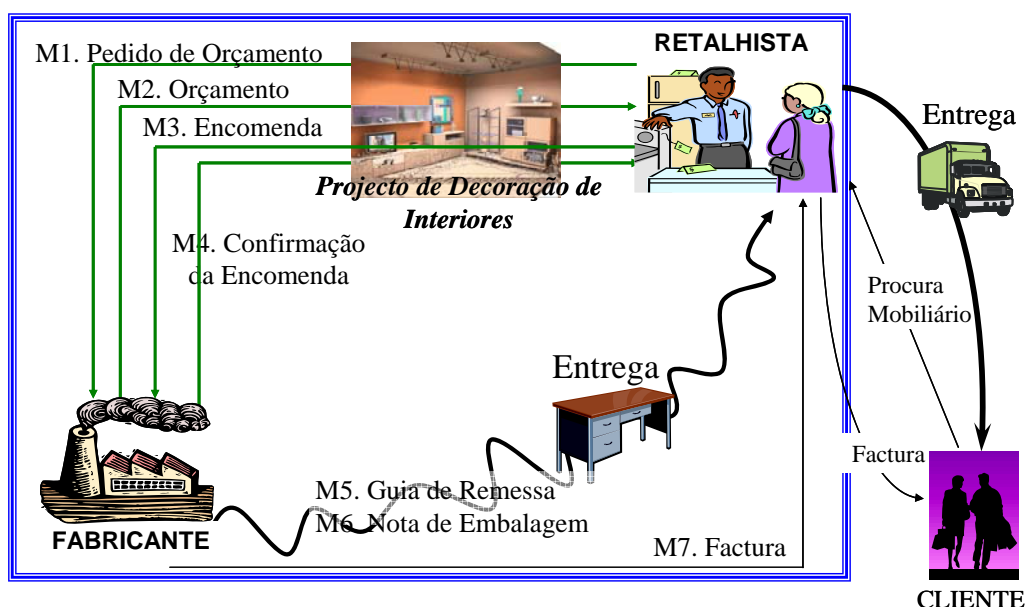 RETALHISTA
M1. Pedido de Orçamento
M2. Orçamento
M3. Encomenda
Projecto de Decoração de
Interiores
M4. Confirmação
da Encomenda
Entrega
Procura
Mobiliário
Entrega
Factura
M5. Guia de Remessa
M6. Nota de Embalagem
FABRICANTE
M7. Factura
CLIENTE